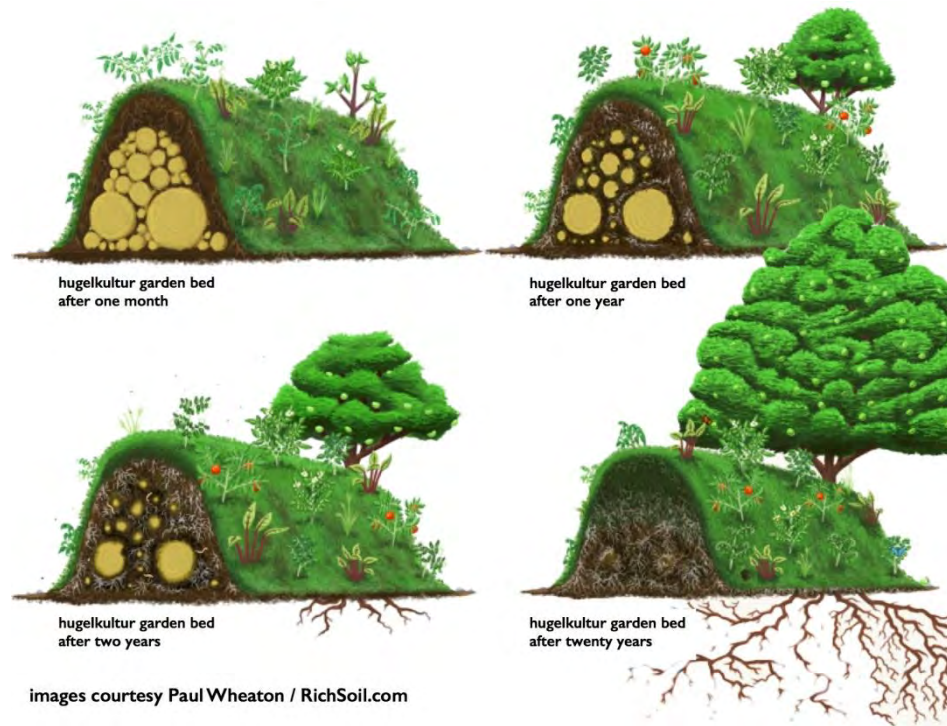 hugelkultur garden bed
after one month
hugelkultur garden bed
after one year
hugelkultur garden bed
after two years
hugelkultur garden bed
after twenty years
images courtesy Paul Wheaton / RichSoil.com